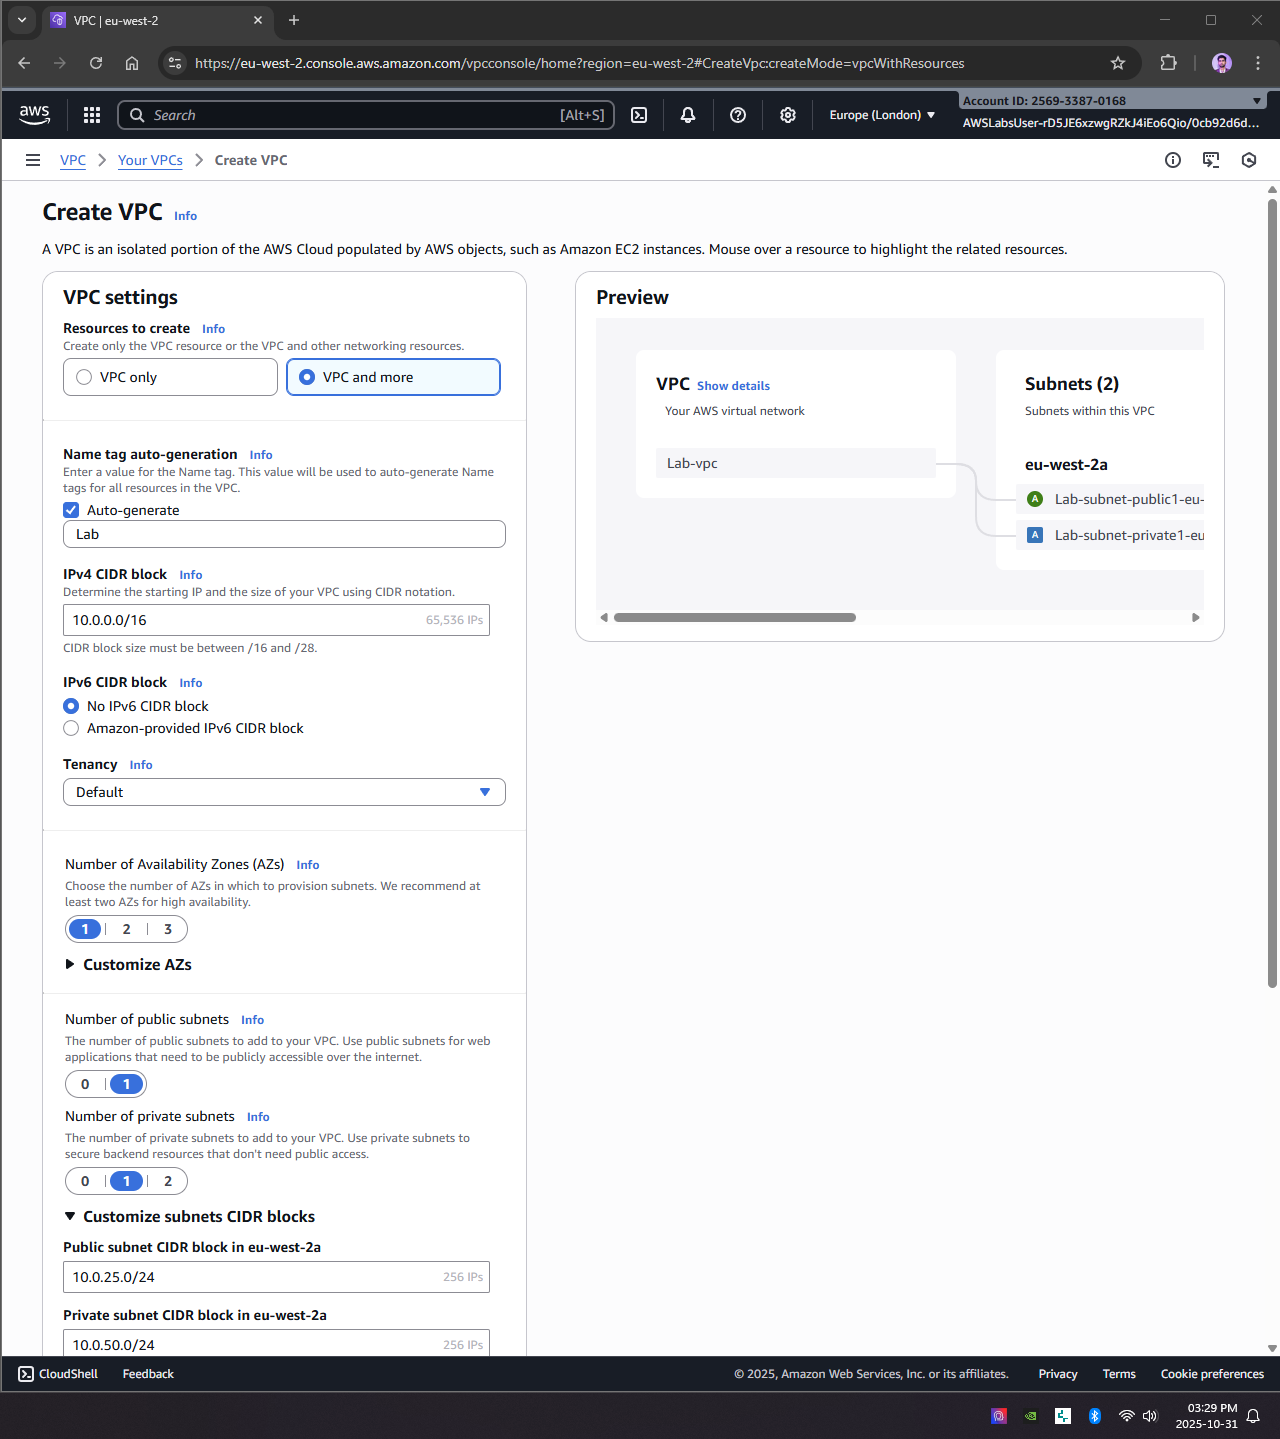 VPC | eu-west-2
https://eu-west-2.console.aws.amazon.com/vpcconsole/home?region=eu-west-2#CreateVpc:createMode=vpcWithResources
aws
Search [Alt+S]
Europe (London)
Account ID: 2569-3387-0168
AWSLabsUser-rD5JE6xzwgRZkJ4iEo6Qio/0cb92d6d...
VPC > Your VPCs > Create VPC
Create VPC Info
A VPC is an isolated portion of the AWS Cloud populated by AWS objects, such as Amazon EC2 instances. Mouse over a resource to highlight the related resources.
VPC settings
Resources to create Info
Create only the VPC resource or the VPC and other networking resources.
VPC only
VPC and more
Name tag auto-generation Info
Enter a value for the Name tag. This value will be used to auto-generate Name
tags for all resources in the VPC.
Auto-generate
Lab
IPv4 CIDR block Info
Determine the starting IP and the size of your VPC using CIDR notation.
10.0.0.0/16 65,536 IPs
CIDR block size must be between /16 and /28.
IPv6 CIDR block Info
No IPv6 CIDR block
Amazon-provided IPv6 CIDR block
Tenancy Info
Default
Number of Availability Zones (AZs) Info
Choose the number of AZs in which to provision subnets. We recommend at
least two AZs for high availability.
1 2 3
Customize AZs
Number of public subnets Info
The number of public subnets to add to your VPC. Use public subnets for web
applications that need to be publicly accessible over the internet.
0 1
Number of private subnets Info
The number of private subnets to add to your VPC. Use private subnets to
secure backend resources that don't need public access.
0 1 2
Customize subnets CIDR blocks
Public subnet CIDR block in eu-west-2a
10.0.25.0/24 256 IPs
Private subnet CIDR block in eu-west-2a
10.0.50.0/24 256 IPs
Preview
VPC Show details
Your AWS virtual network
Lab-vpc
Subnets (2)
Subnets within this VPC
eu-west-2a
A Lab-subnet-public1-eu-
A Lab-subnet-private1-eu
CloudShell Feedback
© 2025, Amazon Web Services, Inc. or its affiliates. Privacy Terms Cookie preferences
03:29 PM
2025-10-31